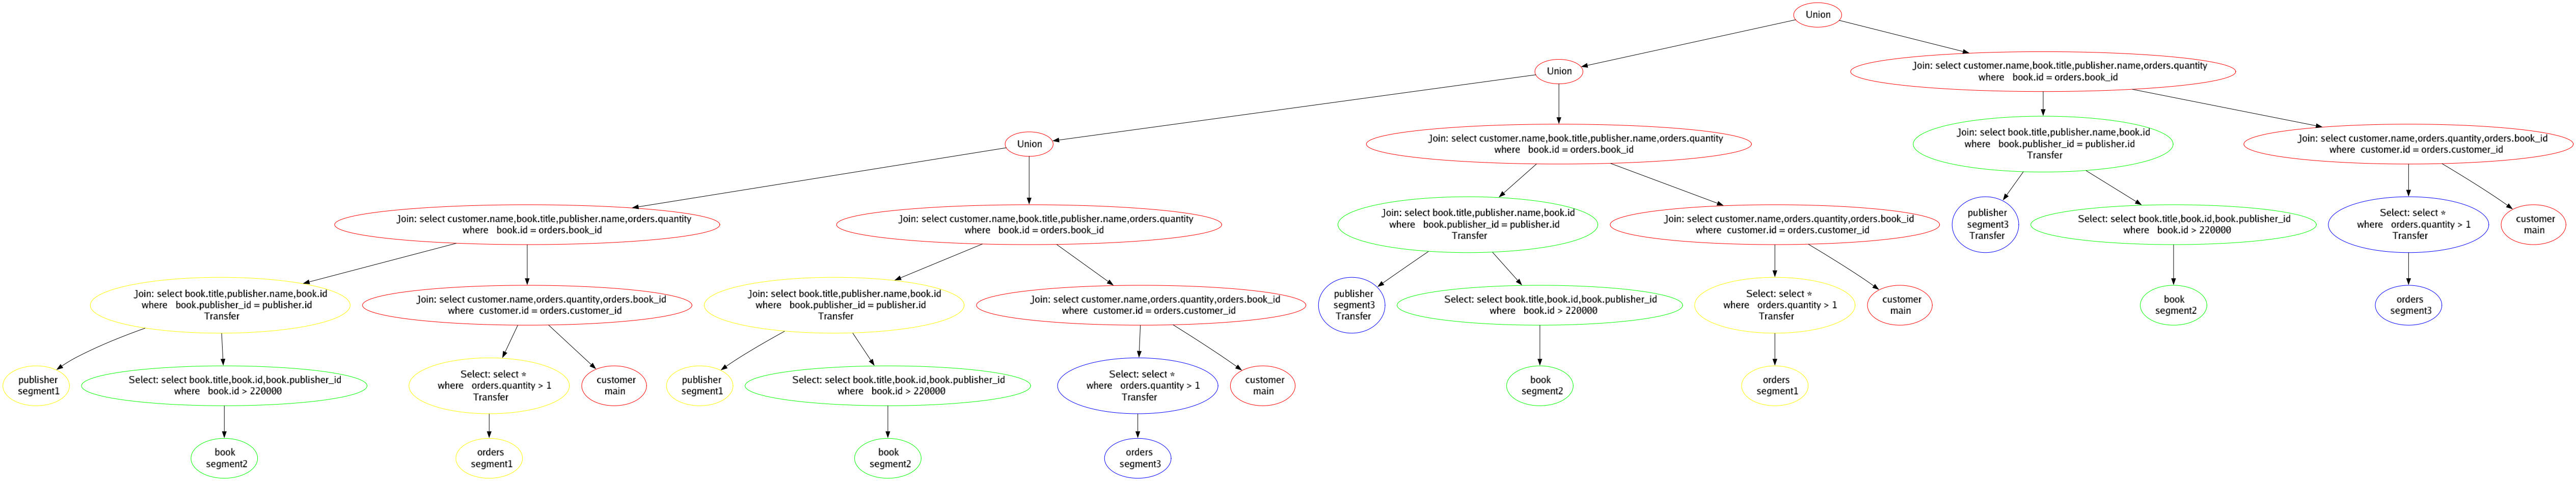 Union
Union
Join: select customer.name,book.title,publisher.name,orders.quantity
where book.id = orders.book_id
Union
Join: select customer.name,book.title,publisher.name,orders.quantity
where book.id = orders.book_id
Join: select book.title,publisher.name,book.id
where book.publisher_id = publisher.id
Transfer
Join: select customer.name,orders.quantity,orders.book_id
where customer.id = orders.customer_id
Join: select customer.name,book.title,publisher.name,orders.quantity
where book.id = orders.book_id
Join: select customer.name,book.title,publisher.name,orders.quantity
where book.id = orders.book_id
Join: select book.title,publisher.name,book.id
where book.publisher_id = publisher.id
Transfer
Join: select customer.name,orders.quantity,orders.book_id
where customer.id = orders.customer_id
publisher
segment3
Transfer
Select: select book.title,book.id,book.publisher_id
where book.id > 220000
Select: select *
where orders.quantity > 1
Transfer
customer
main
Join: select book.title,publisher.name,book.id
where book.publisher_id = publisher.id
Transfer
Join: select customer.name,orders.quantity,orders.book_id
where customer.id = orders.customer_id
Join: select book.title,publisher.name,book.id
where book.publisher_id = publisher.id
Transfer
Join: select customer.name,orders.quantity,orders.book_id
where customer.id = orders.customer_id
publisher
segment3
Transfer
Select: select book.title,book.id,book.publisher_id
where book.id > 220000
Select: select *
where orders.quantity > 1
Transfer
customer
main
book
segment2
orders
segment3
publisher
segment1
Select: select book.title,book.id,book.publisher_id
where book.id > 220000
Select: select *
where orders.quantity > 1
Transfer
customer
main
publisher
segment1
Select: select book.title,book.id,book.publisher_id
where book.id > 220000
Select: select *
where orders.quantity > 1
Transfer
customer
main
book
segment2
orders
segment1
book
segment2
orders
segment1
book
segment2
orders
segment3